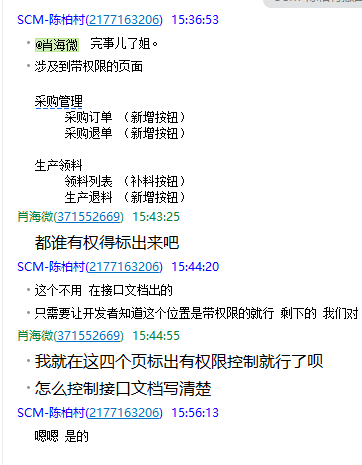 SCM-陈柏村(2177163206) 15:36:53
@肖海微 完事儿了姐。
涉及到带权限的页面
采购管理
采购订单 （新增按钮）
采购退单 （新增按钮）
生产领料
领料列表 （补料按钮）
生产退料 （新增按钮）
肖海微(371552669) 15:43:25
都谁有权得标出来吧
SCM-陈柏村(2177163206) 15:44:20
这个不用 在接口文档出的
只需要让开发者知道这个位置是带权限的就行 剩下的 我们对
肖海微(371552669) 15:44:55
我就在这四个页标出有权限控制就行了呗
怎么控制接口文档写清楚
SCM-陈柏村(2177163206) 15:56:13
嗯嗯 是的